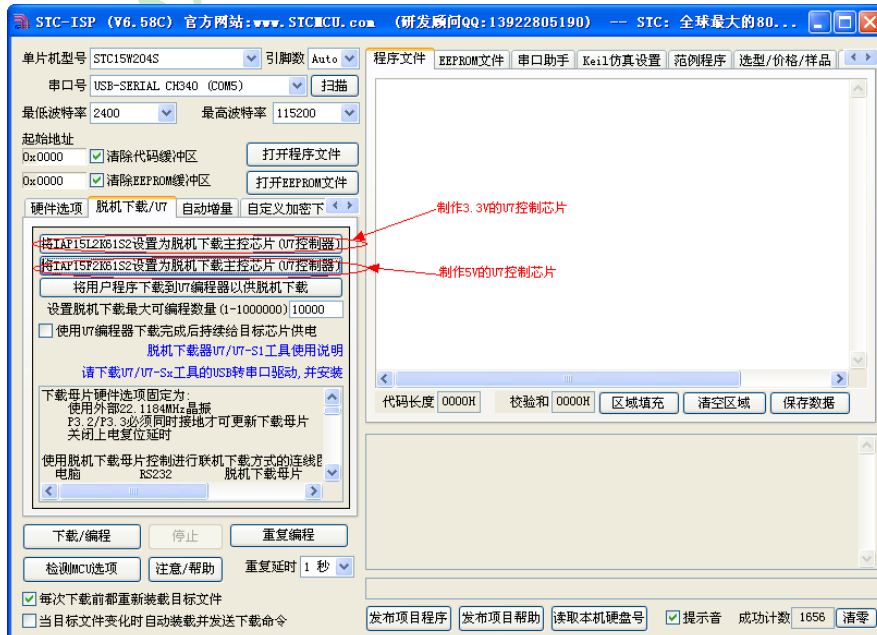 STC-ISP (V6.58C) 官方网站:www.STCMCU.com (研发顾问QQ:13922805190) -- STC: 全球最大的80...
单片机型号 STC15W204S 引脚数 Auto
串口号 USB-SERIAL CH340 (COM5) 扫描
最低波特率 2400 最高波特率 115200
起始地址
0x0000 清除代码缓冲区 打开程序文件
0x0000 清除EEPROM缓冲区 打开EEPROM文件
硬件选项 脱机下载/U7 自动增量 自定义加密下
将IAP15L2K61S2设置为脱机下载主控芯片(U7控制器)
将IAP15F2K61S2设置为脱机下载主控芯片(U7控制器)
将用户程序下载到U7编程器以供脱机下载
设置脱机下载最大可编程数量(1-1000000) 10000
使用U7编程器下载完成后持续给目标芯片供电
脱机下载器U7/U7-S1工具使用说明
请下载U7/U7-Sx工具的USB转串口驱动,并安装
下载母片硬件选项固定为:
使用外部22.1184MHz晶振
P3.2/P3.3必须同时接地才可更新下载母片
关闭上电复位延时
使用脱机下载母片控制进行联机下载方式的连线
电脑 RS232 脱机下载母片
下载/编程 停止 重复编程
检测MCU选项 注意/帮助 重复延时 1 秒
每次下载前都重新装载目标文件
当目标文件变化时自动装载并发送下载命令
程序文件 EEPROM文件 串口助手 Keil仿真设置 范例程序 选型/价格/样品
制作3.3V的U7控制芯片
制作5V的U7控制芯片
代码长度 0000H 校验和 0000H 区域填充 清空区域 保存数据
发布项目程序 发布项目帮助 读取本机硬盘号 提示音 成功计数 1656 清零